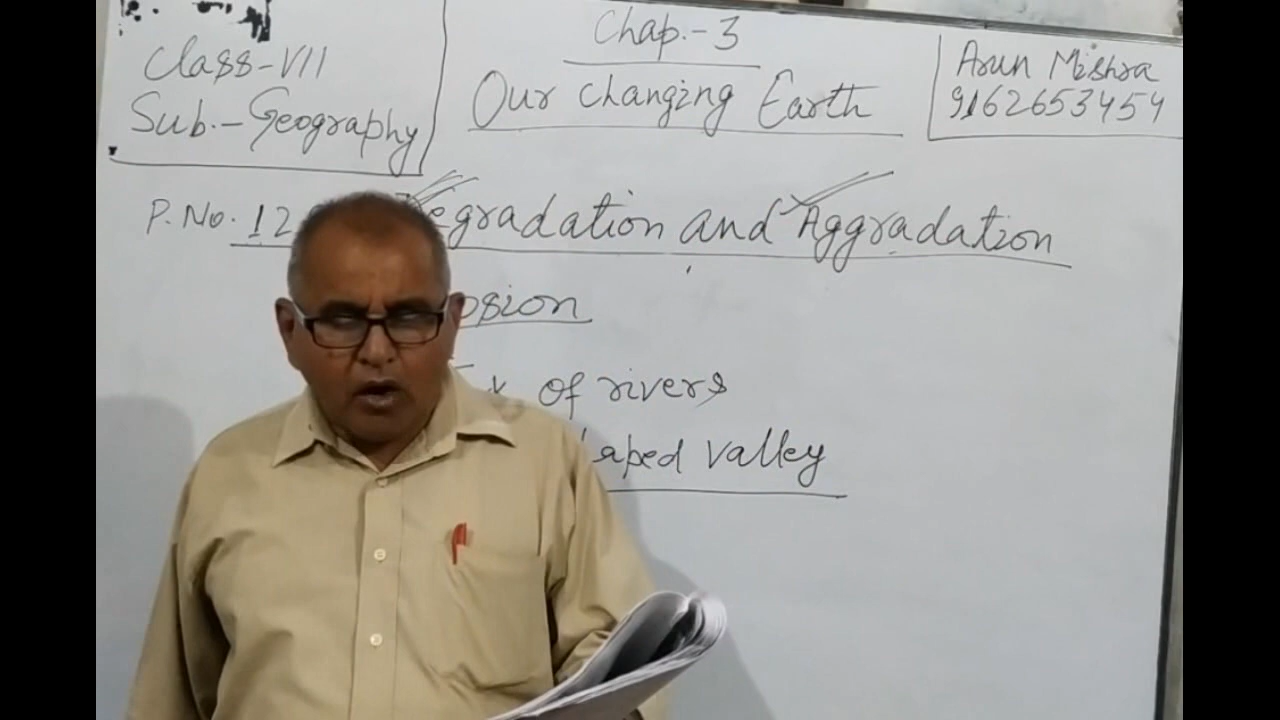 Class-VII
Sub.-Geography
Chap.-3
Our Changing Earth
Arun Mishra
9162653454
P. No. 12 egradation and Aggradation
osion
of rivers
aped Valley